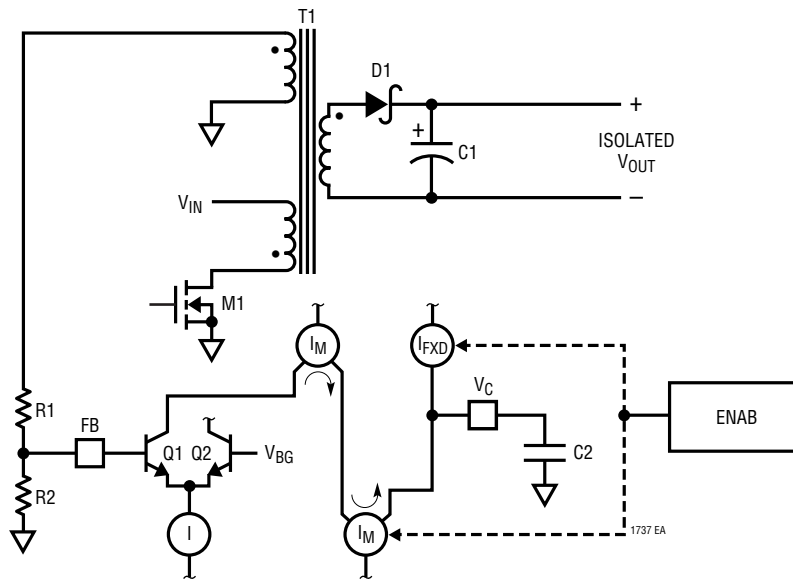 T1
D1
+
+
C1
ISOLATED
VOUT
–
VIN
M1
IM
IFXD
R1
VC
FB
ENAB
Q1
Q2
VBG
C2
R2
I
IM
1737 EA